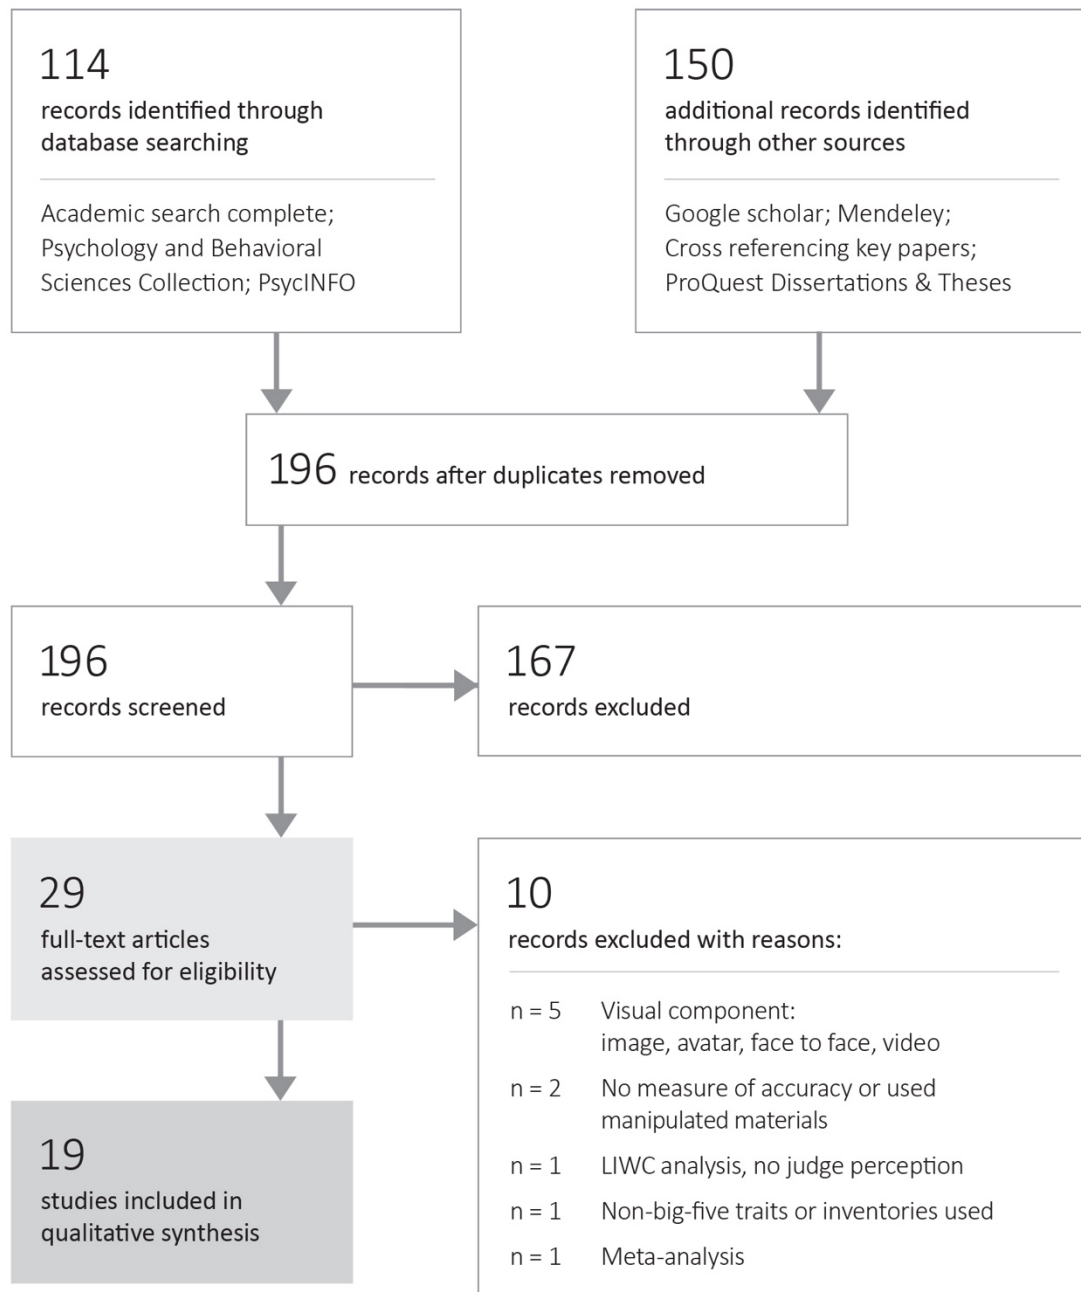 114
records identified through
database searching
Academic search complete;
Psychology and Behavioral
Sciences Collection; PsycINFO
150
additional records identified
through other sources
Google scholar; Mendeley;
Cross referencing key papers;
ProQuest Dissertations & Theses
196 records after duplicates removed
196
records screened
167
records excluded
29
full-text articles
assessed for eligibility
10
records excluded with reasons:
n = 5 Visual component:
image, avatar, face to face, video
n = 2 No measure of accuracy or used
manipulated materials
n = 1 LIWC analysis, no judge perception
n = 1 Non-big-five traits or inventories used
n = 1 Meta-analysis
19
studies included in
qualitative synthesis